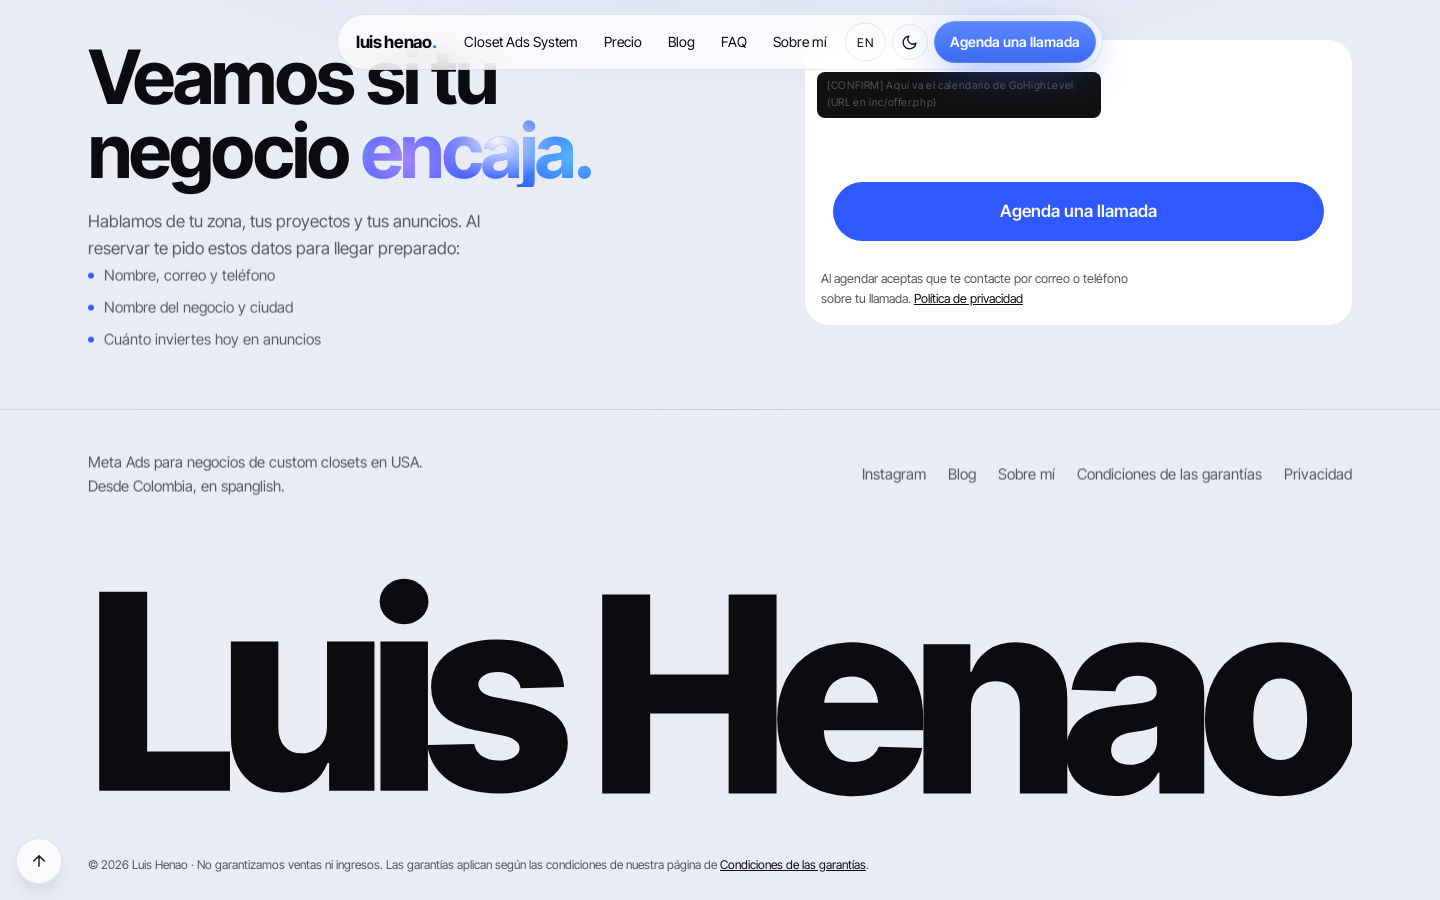 luis henao.
Closet Ads System
Precio
Blog
FAQ
Sobre mí
EN
Agenda una llamada
Veamos si tu
negocio encaja.
Hablamos de tu zona, tus proyectos y tus anuncios. Al
reservar te pido estos datos para llegar preparado:
Nombre, correo y teléfono
Nombre del negocio y ciudad
Cuánto inviertes hoy en anuncios
[CONFIRM] Aquí va el calendario de GoHighLevel
(URL en inc/offer.php)
Agenda una llamada
Al agendar aceptas que te contacte por correo o teléfono
sobre tu llamada. Política de privacidad
Meta Ads para negocios de custom closets en USA.
Desde Colombia, en spanglish.
Instagram
Blog
Sobre mí
Condiciones de las garantías
Privacidad
Luis Henao
© 2026 Luis Henao · No garantizamos ventas ni ingresos. Las garantías aplican según las condiciones de nuestra página de Condiciones de las garantías.